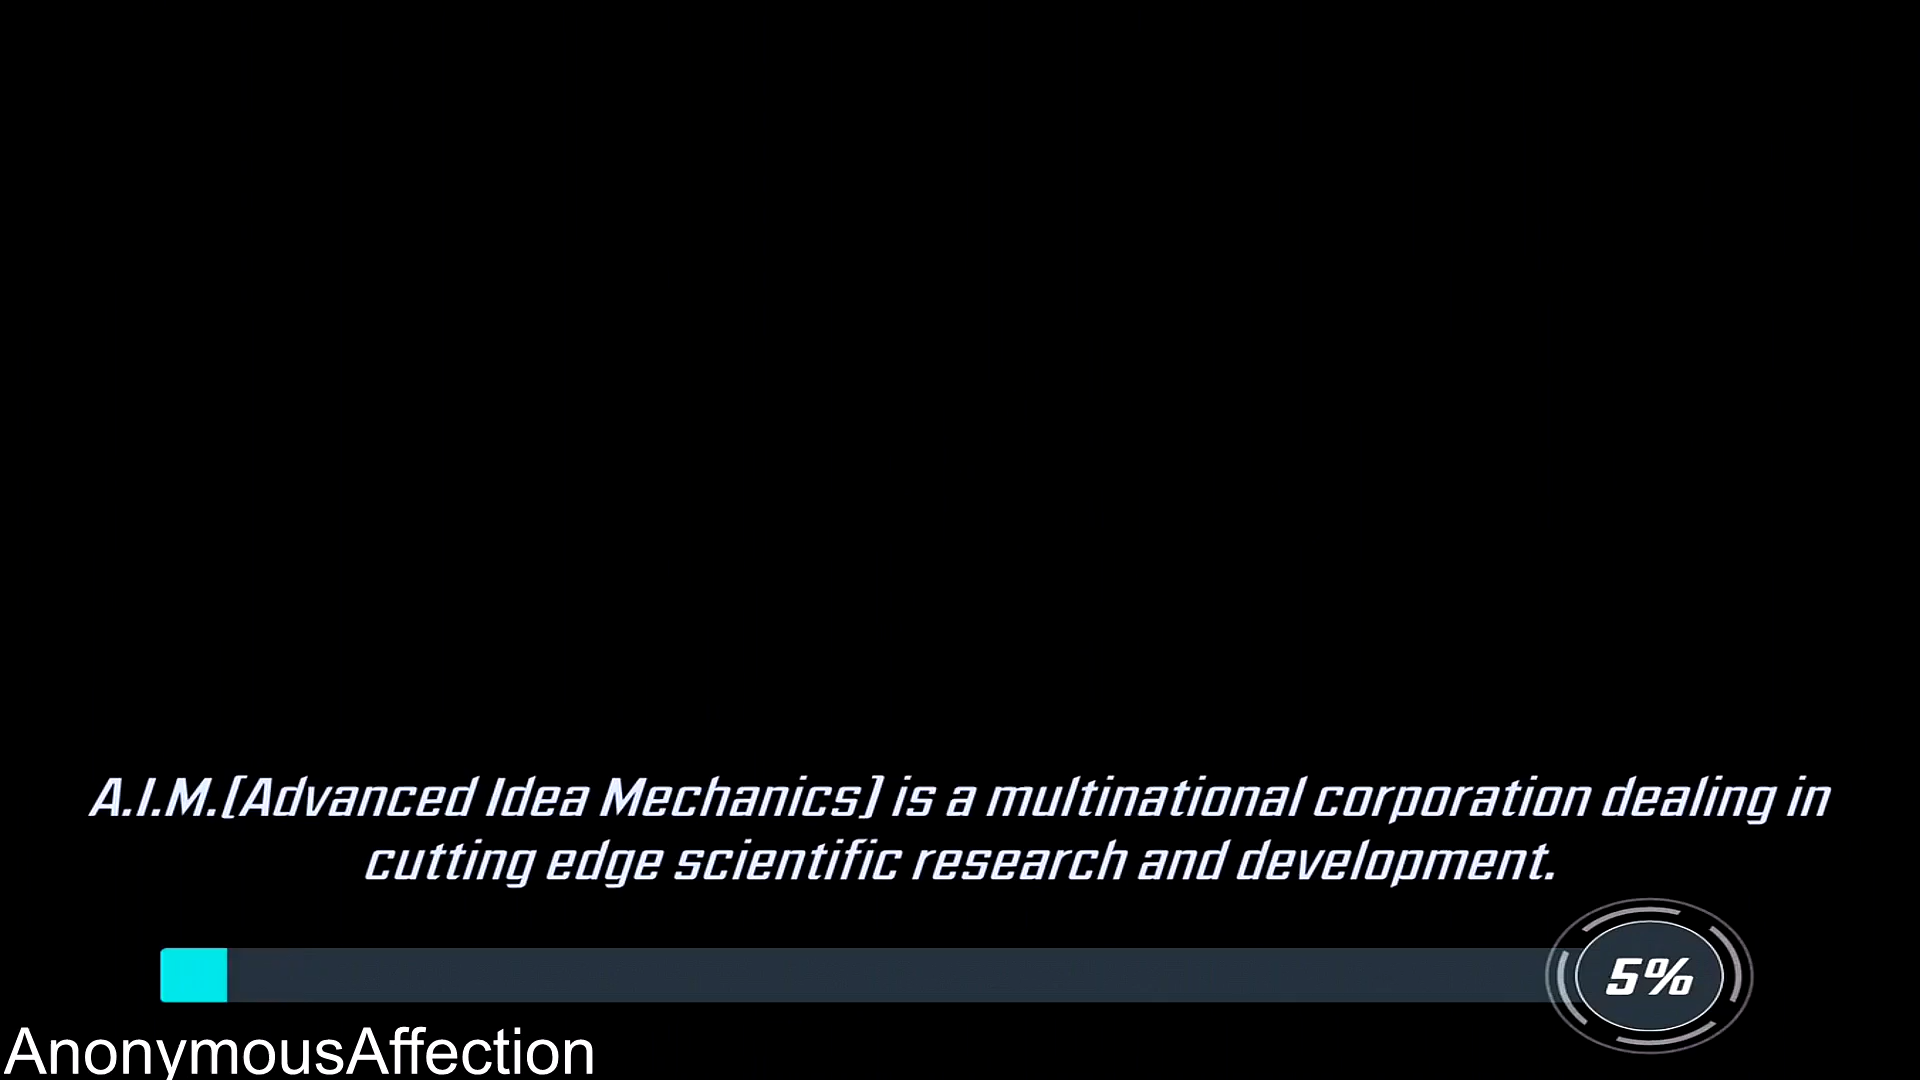 A.I.M.(Advanced Idea Mechanics) is a multinational corporation dealing in
cutting edge scientific research and development.
5%
AnonymousAffection